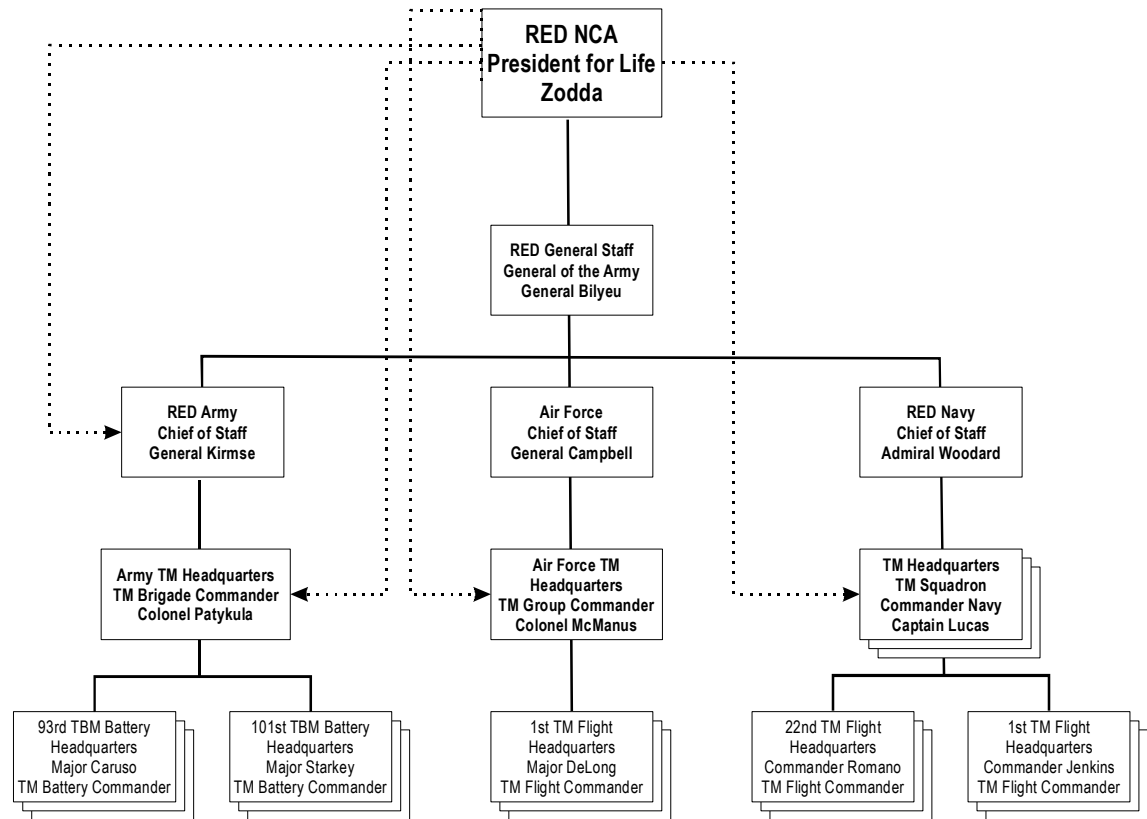 RED NCA
President for Life
Zodda
RED General Staff
General of the Army
General Bilyeu
RED Army
Chief of Staff
General Kirmse
Air Force
Chief of Staff
General Campbell
RED Navy
Chief of Staff
Admiral Woodard
Army TM Headquarters
TM Brigade Commander
Colonel Patykula
Air Force TM
Headquarters
TM Group Commander
Colonel McManus
TM Headquarters
TM Squadron
Commander Navy
Captain Lucas
93rd TBM Battery
Headquarters
Major Caruso
TM Battery Commander
101st TBM Battery
Headquarters
Major Starkey
TM Battery Commander
1st TM Flight
Headquarters
Major DeLong
TM Flight Commander
22nd TM Flight
Headquarters
Commander Romano
TM Flight Commander
1st TM Flight
Headquarters
Commander Jenkins
TM Flight Commander